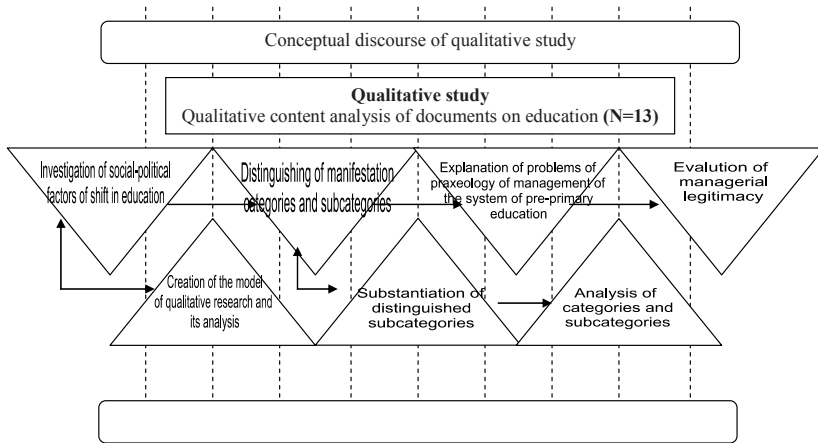 Conceptual discourse of qualitative study
Qualitative study
Qualitative content analysis of documents on education (N=13)
Investigation of social-political
factors of shift in education
Distinguishing of manifestation
categories and subcategories
Explanation of problems of
praxeology of management of
the system of pre-primary
education
Evalution of
managerial
legitimacy
Creation of the model
of qualitative research and
its analysis
Substantiation of
distinguished
subcategories
Analysis of
categories and
subcategories